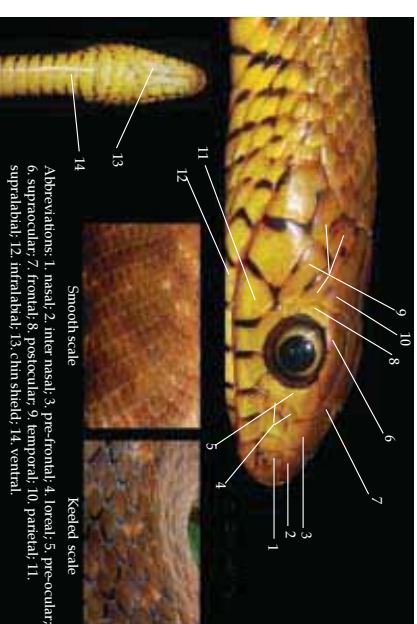 11
12
13
14
9
10
8
6
7
5
4
3
2
1
Smooth scale
Keeled scale
Abbreviations: 1. nasal; 2. inter nasal; 3. pre-frontal; 4. loreal; 5. pre-ocular;
6. supraocular; 7. frontal; 8. postocular; 9. temporal; 10. parietal; 11.
supralabial; 12. infralabial; 13. chin shield; 14. ventral.